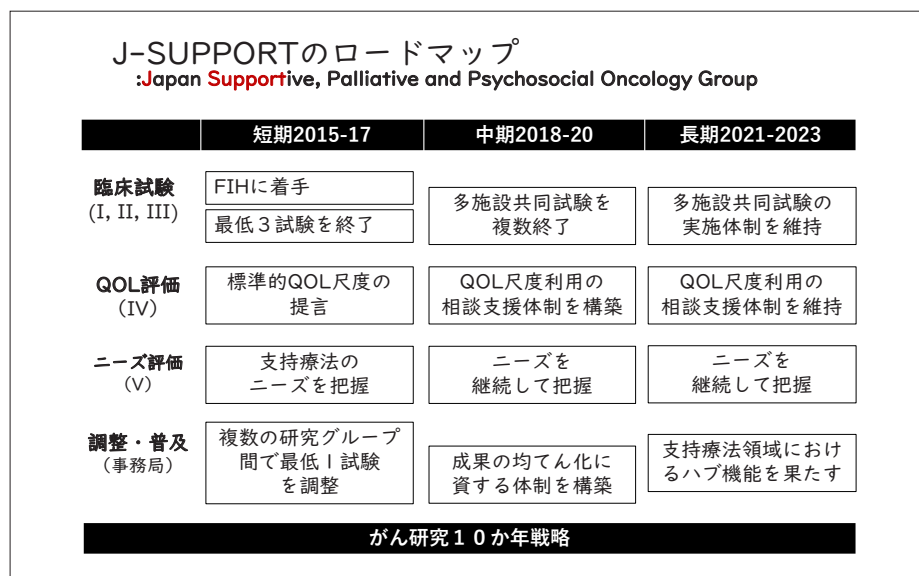 J-SUPPORTのロードマップ
:Japan Supportive, Palliative and Psychosocial Oncology Group
短期2015-17
中期2018-20
長期2021-2023
臨床試験
(I, II, III)
FIHに着手
最低３試験を終了
多施設共同試験を
複数終了
多施設共同試験の
実施体制を維持
QOL評価
(IV)
標準的QOL尺度の
提言
QOL尺度利用の
相談支援体制を構築
QOL尺度利用の
相談支援体制を維持
ニーズ評価
(V)
支持療法の
ニーズを把握
ニーズを
継続して把握
ニーズを
継続して把握
調整・普及
(事務局)
複数の研究グループ
間で最低１試験
を調整
成果の均てん化に
資する体制を構築
支持療法領域におけ
るハブ機能を果たす
がん研究１０か年戦略